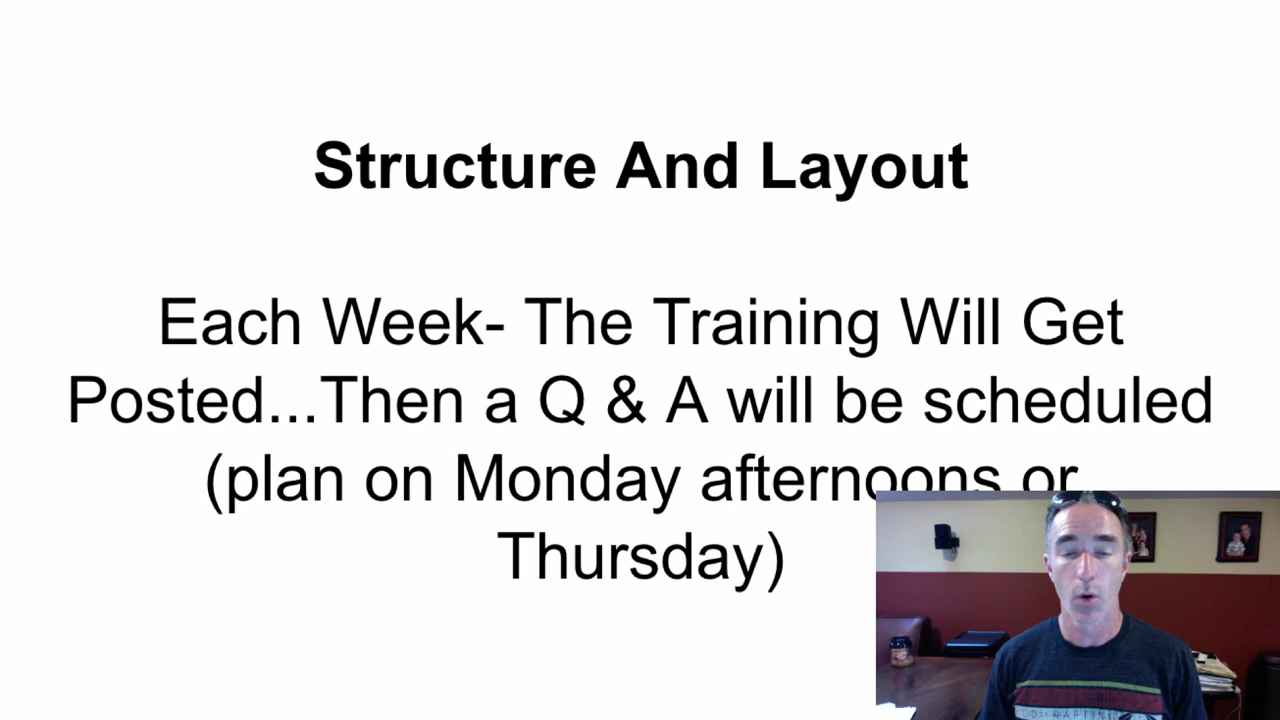 Structure And Layout
Each Week- The Training Will Get
Posted...Then a Q & A will be scheduled
(plan on Monday afternoons or
Thursday)